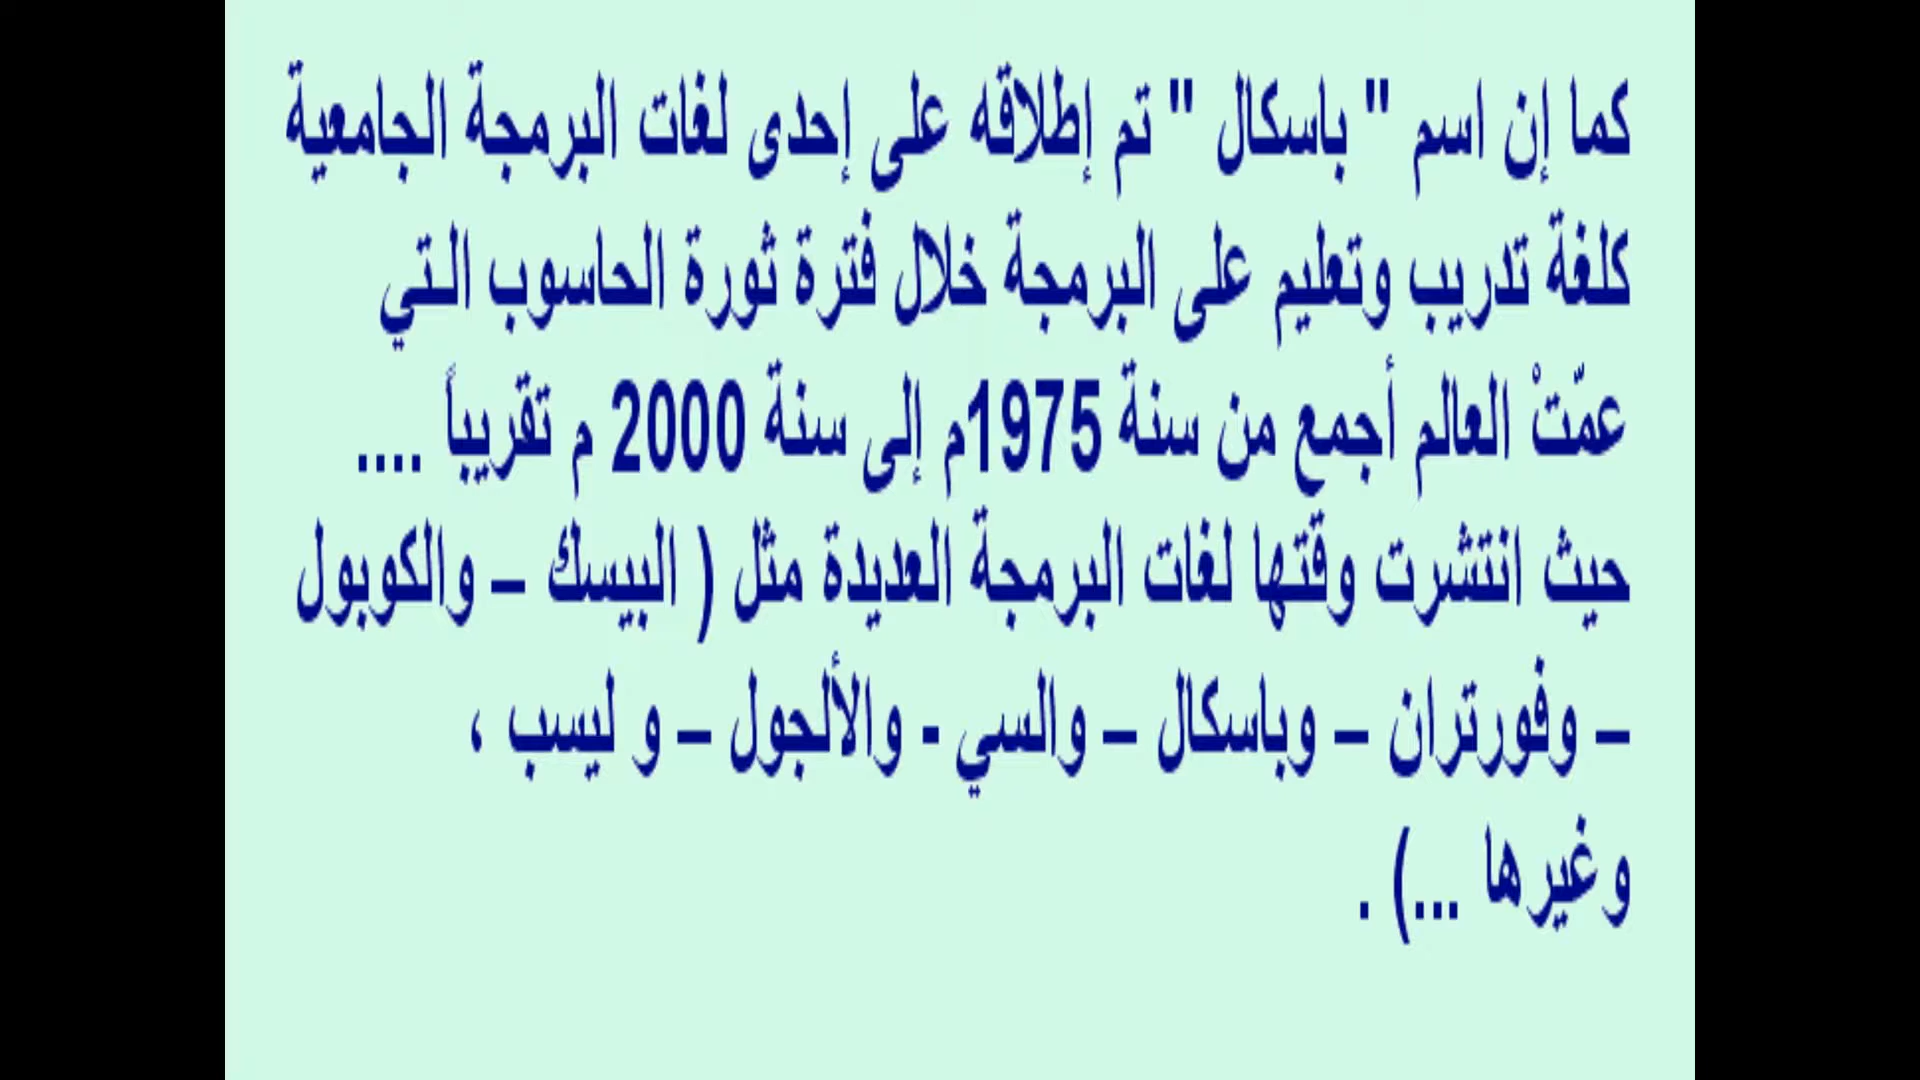 كما إن اسم " باسكال " تم إطلاقه على إحدى لغات البرمجة الجامعية
كلغة تدريب وتعليم على البرمجة خلال فترة ثورة الحاسوب التي
عمّتْ العالم أجمع من سنة 1975م إلى سنة 2000 م تقريباً ....
حيث انتشرت وقتها لغات البرمجة العديدة مثل ( البيسك – والكوبول
– وفورتران – وباسكال – والسي - والألجول – و ليسب ،
وغيرها ...) .